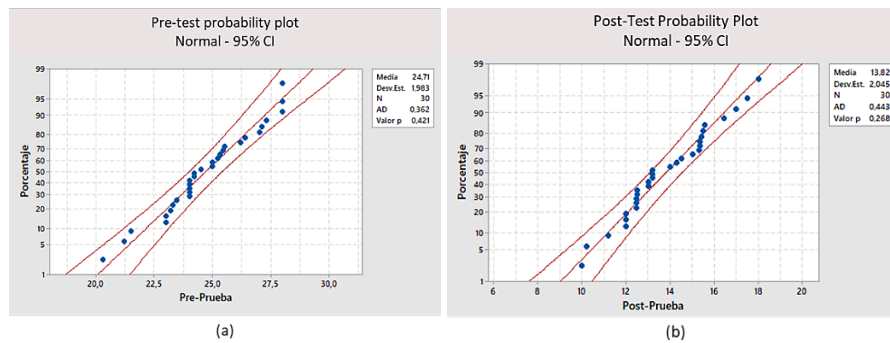 Pre-test probability plot
Normal - 95% CI
Media 24,71
Desv.Est. 1,983
N 30
AD 0,362
Valor p 0,421
Porcentaje
99
95
90
80
70
60
50
40
30
20
10
5
1
20,0 22,5 25,0 27,5 30,0
Pre-Prueba
(a)
Post-Test Probability Plot
Normal - 95% CI
Media 13,82
Desv.Est. 2,045
N 30
AD 0,443
Valor p 0,268
Porcentaje
99
95
90
80
70
60
50
40
30
20
10
5
1
6 8 10 12 14 16 18 20
Post-Prueba
(b)